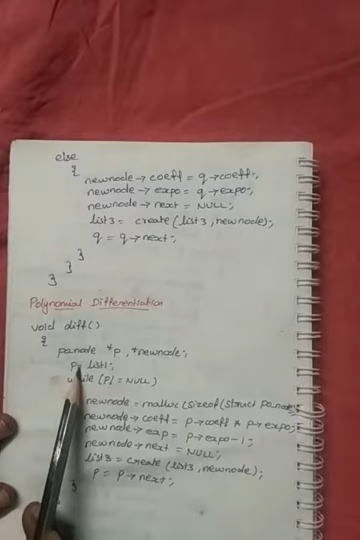 else
{
newnode → coeff = q → coeff;
newnode → expo = q → expo;
newnode → next = NULL;
list3 = create (list3, newnode);
q = q → next;
}
}
}
Polynomial Differentiation
void diff()
{
panode *p, *newnode;
p = list1;
while (p! = NULL)
newnode = malloc (sizeof (struct panode
newnode → coeff = p → coeff * p → expo;
newnode → exp = p → expo - 1;
newnode → next = NULL;
list3 = create (list3, newnode);
p = p → next;
}